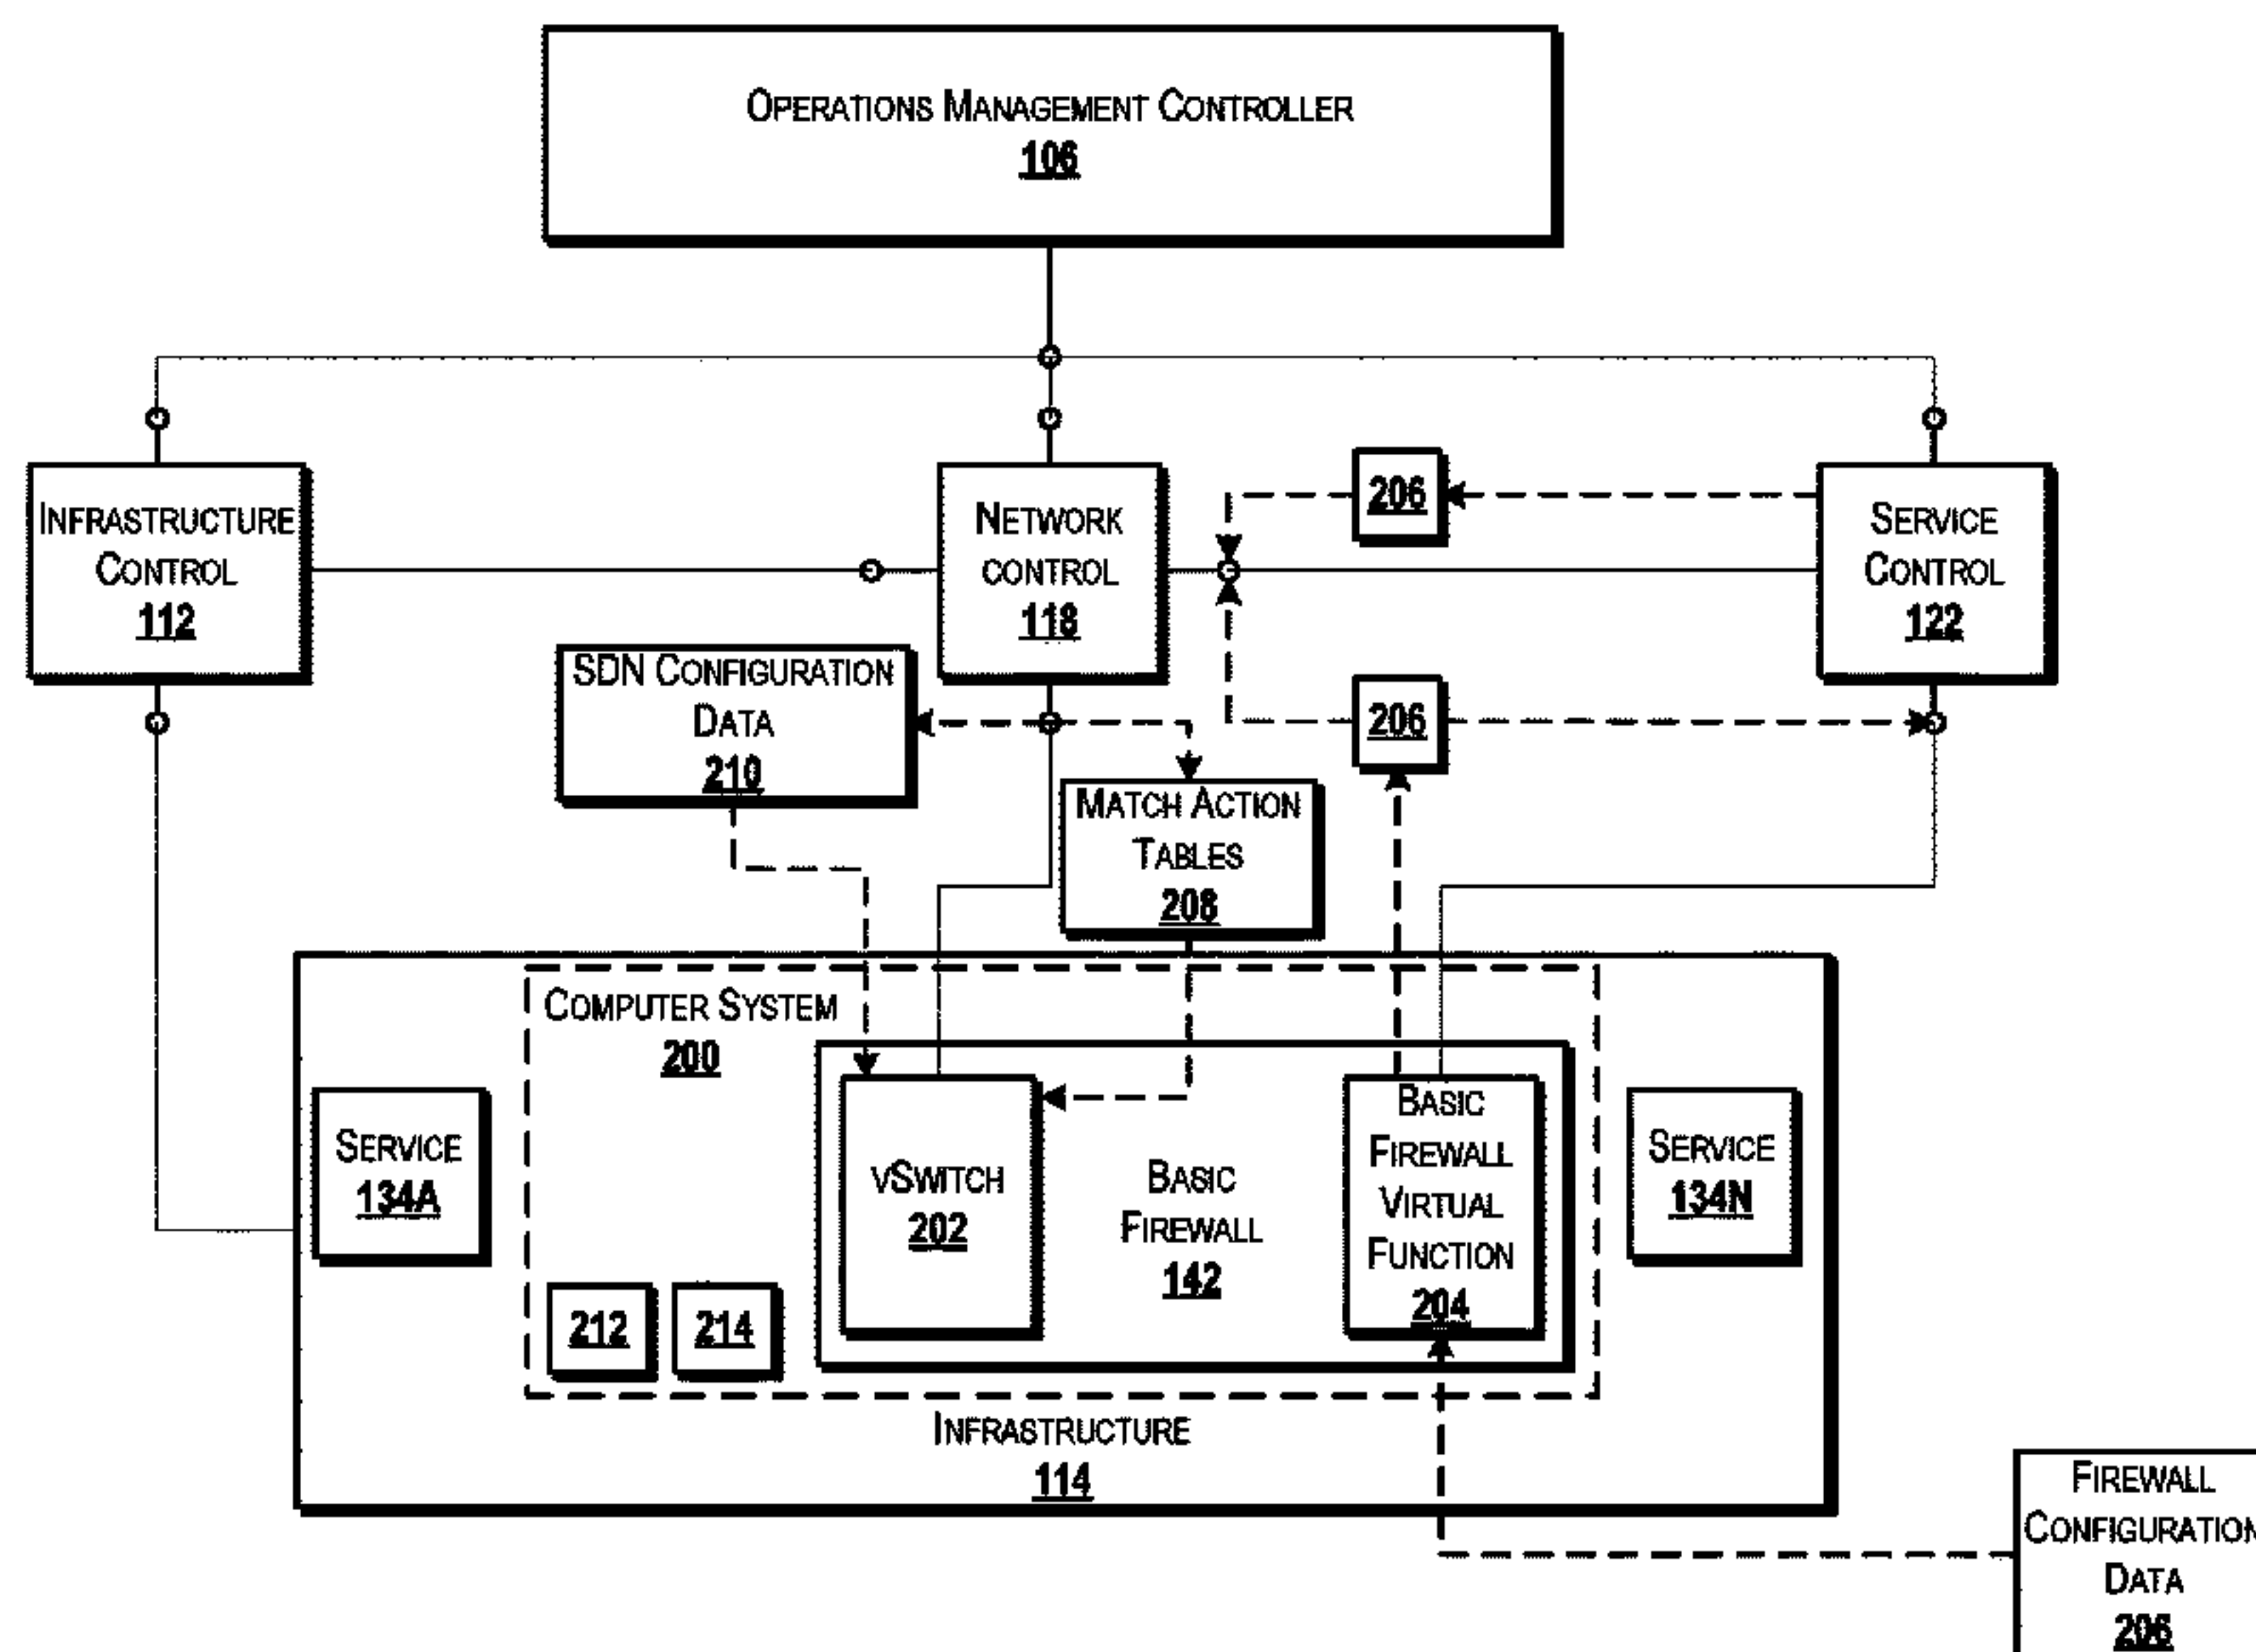 Operations Management Controller
106
Infrastructure
Control
112
Network
control
118
206
Service
Control
122
SDN Configuration
Data
210
206
Match Action
Tables
208
Computer System
200
Service
134A
vSwitch
202
Basic
Firewall
142
Basic
Firewall
Virtual
Function
204
Service
134N
212
214
Infrastructure
114
Firewall
Configuration
Data
206